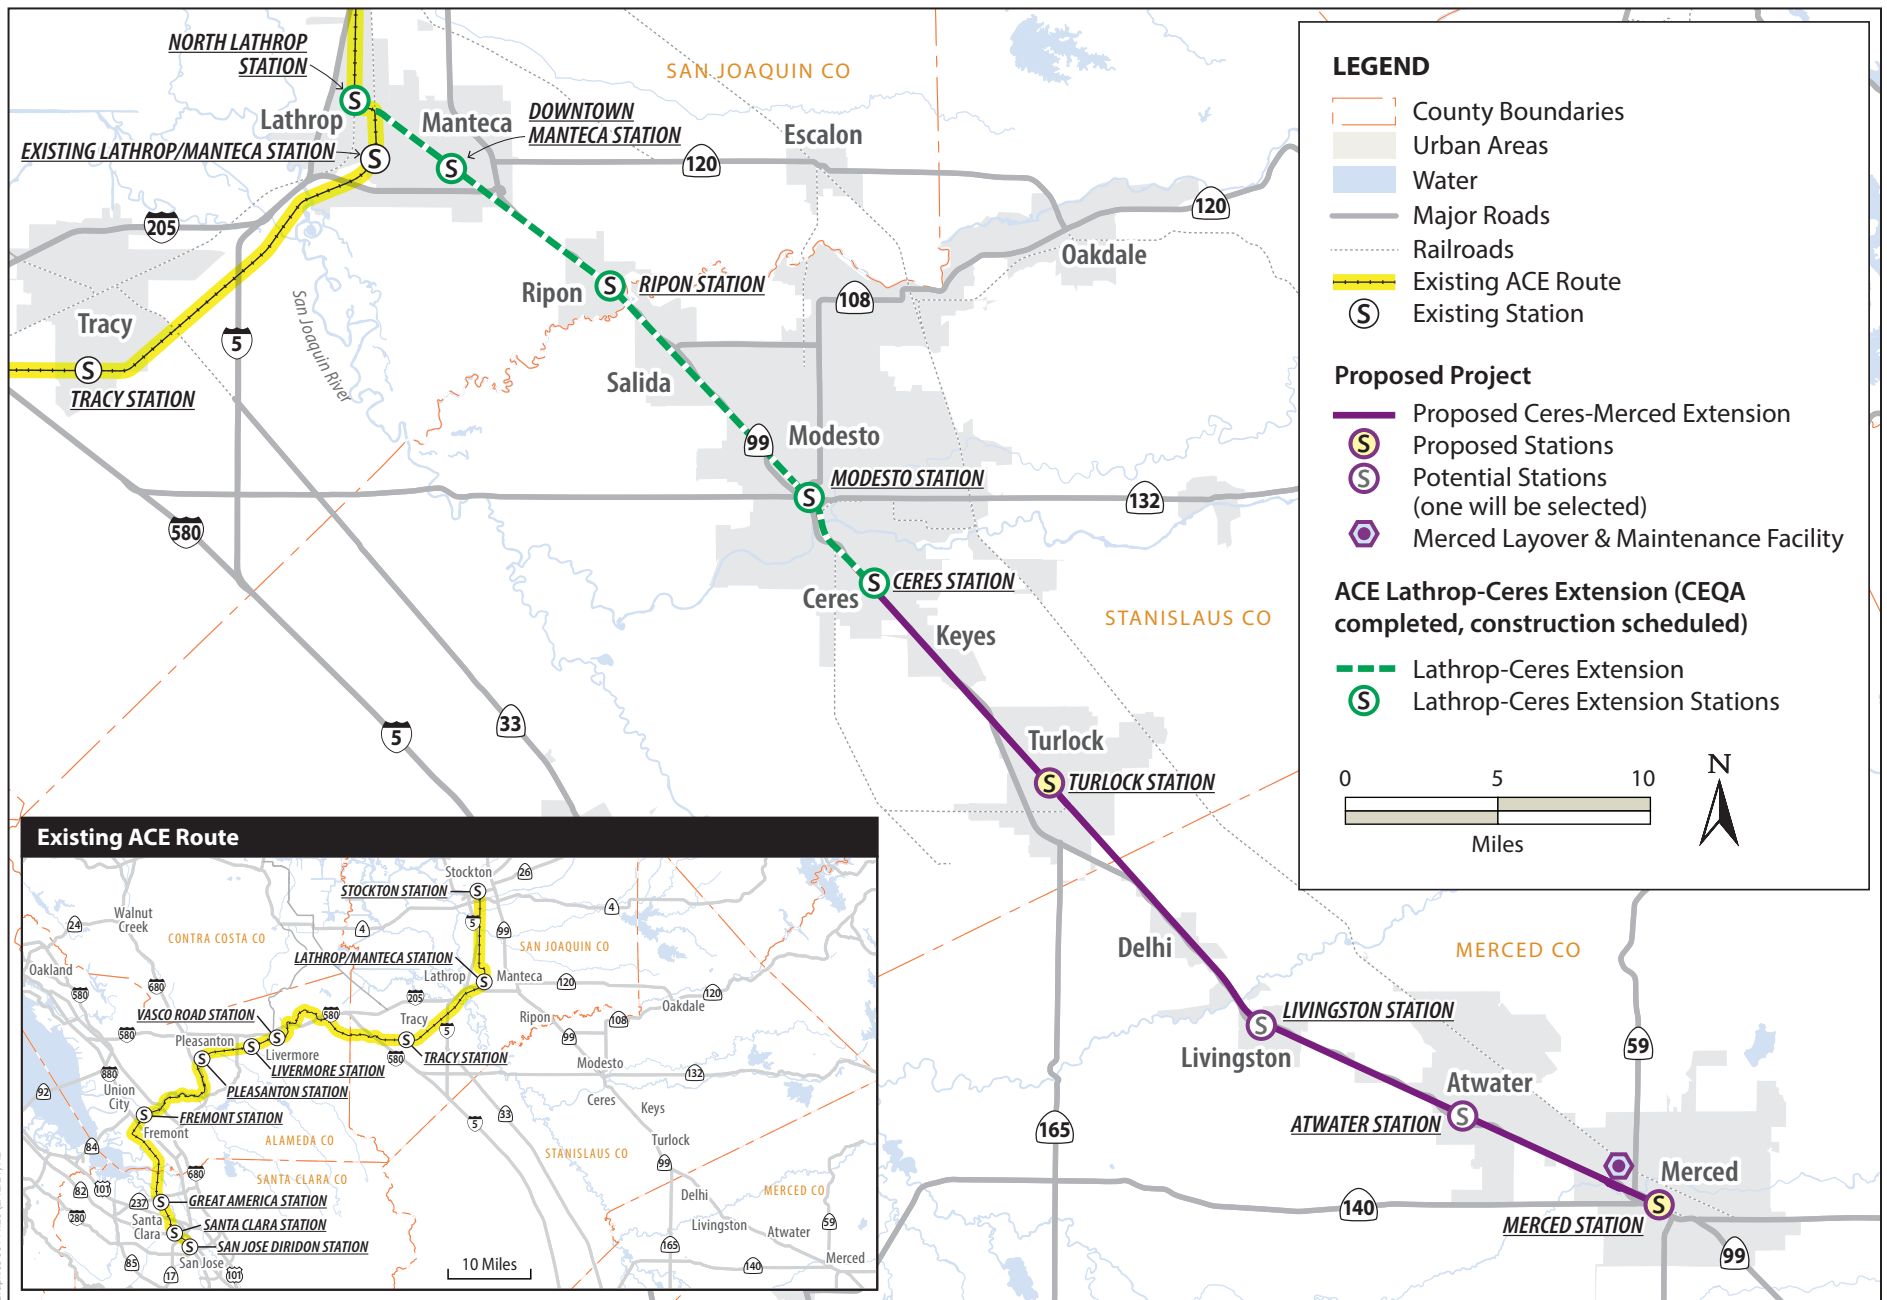 NORTH LATHROP
STATION
Lathrop
EXISTING LATHROP/MANTECA STATION
Manteca
DOWNTOWN
MANTECA STATION
SAN JOAQUIN CO
Escalon
120
120
Oakdale
205
Tracy
TRACY STATION
5
San Joaquin River
Ripon
RIPON STATION
108
Salida
99
Modesto
MODESTO STATION
132
580
5
33
Ceres
CERES STATION
Keyes
STANISLAUS CO
Turlock
TURLOCK STATION
Delhi
MERCED CO
LIVINGSTON STATION
Livingston
59
Atwater
ATWATER STATION
165
140
Merced
MERCED STATION
99
S
S
S
S
S
S
S
S
S
S
S
S
LEGEND
County Boundaries
Urban Areas
Water
Major Roads
Railroads
Existing ACE Route
S Existing Station
Proposed Project
Proposed Ceres-Merced Extension
S Proposed Stations
S Potential Stations
(one will be selected)
Merced Layover & Maintenance Facility
ACE Lathrop-Ceres Extension (CEQA
completed, construction scheduled)
Lathrop-Ceres Extension
S Lathrop-Ceres Extension Stations
0 5 10
Miles
N
Existing ACE Route
Stockton
26
STOCKTON STATION
S
4
Walnut
Creek
24
CONTRA COSTA CO
4
5
99
SAN JOAQUIN CO
LATHROP/MANTECA STATION
Lathrop
S
Manteca
120
120
Oakland
580
680
205
Oakdale
VASCO ROAD STATION
580
Tracy
Ripon
108
580
Pleasanton
S
S
S
Livermore
S
5
99
580
TRACY STATION
LIVERMORE STATION
Modesto
132
880
PLEASANTON STATION
92
Union
City
Ceres
Keys
S
FREMONT STATION
33
5
Fremont
ALAMEDA CO
Turlock
84
STANISLAUS CO
99
680
SANTA CLARA CO
82
101
237
S
GREAT AMERICA STATION
Delhi
MERCED CO
280
Santa
Clara
S
SANTA CLARA STATION
Livingston
59
Atwater
S
SAN JOSE DIRIDON STATION
165
85
San Jose
17
101
10 Miles
140
Merced